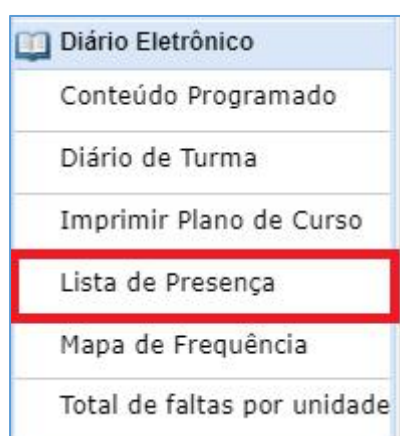 Diário Eletrônico
Conteúdo Programado
Diário de Turma
Imprimir Plano de Curso
Lista de Presença
Mapa de Frequência
Total de faltas por unidade